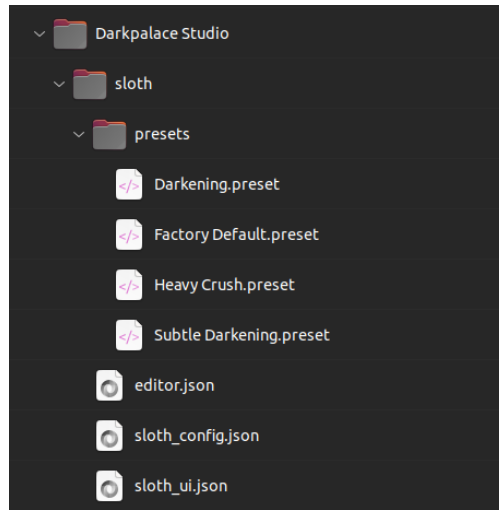 Darkpalace Studio
sloth
presets
Darkening.preset
Factory Default.preset
Heavy Crush.preset
Subtle Darkening.preset
editor.json
sloth_config.json
sloth_ui.json